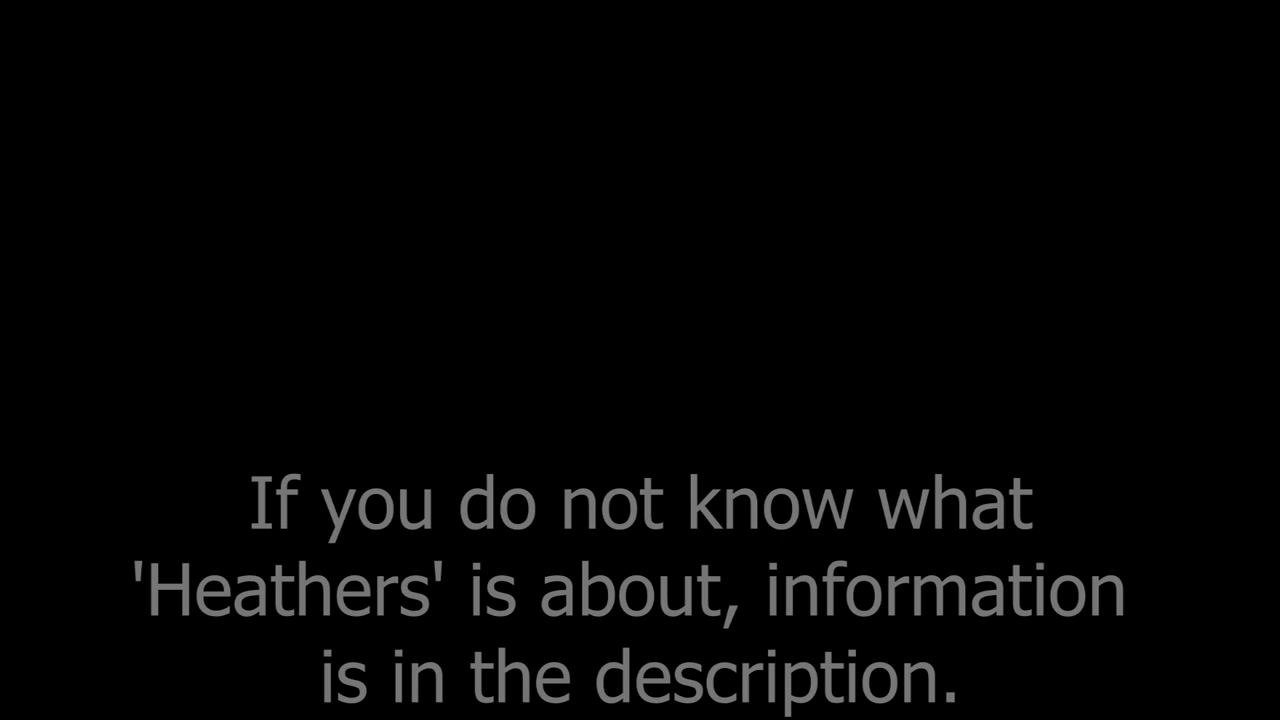 If you do not know what
'Heathers' is about, information
is in the description.